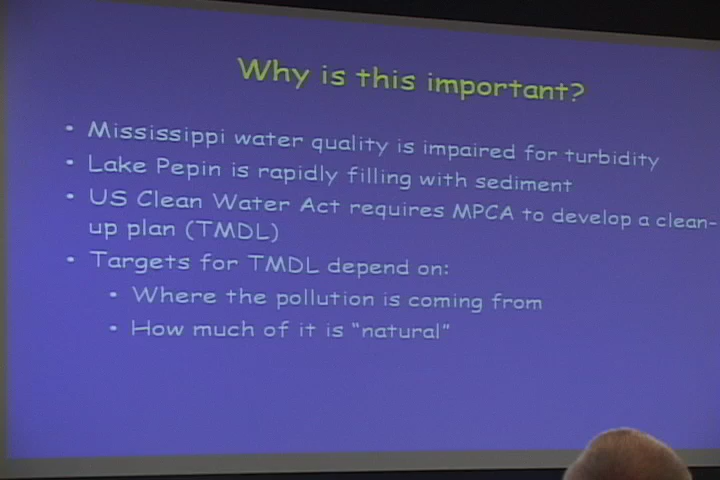 Why is this important?
• Mississippi water quality is impaired for turbidity
• Lake Pepin is rapidly filling with sediment
• US Clean Water Act requires MPCA to develop a clean-
up plan (TMDL)
• Targets for TMDL depend on:
• Where the pollution is coming from
• How much of it is “natural”